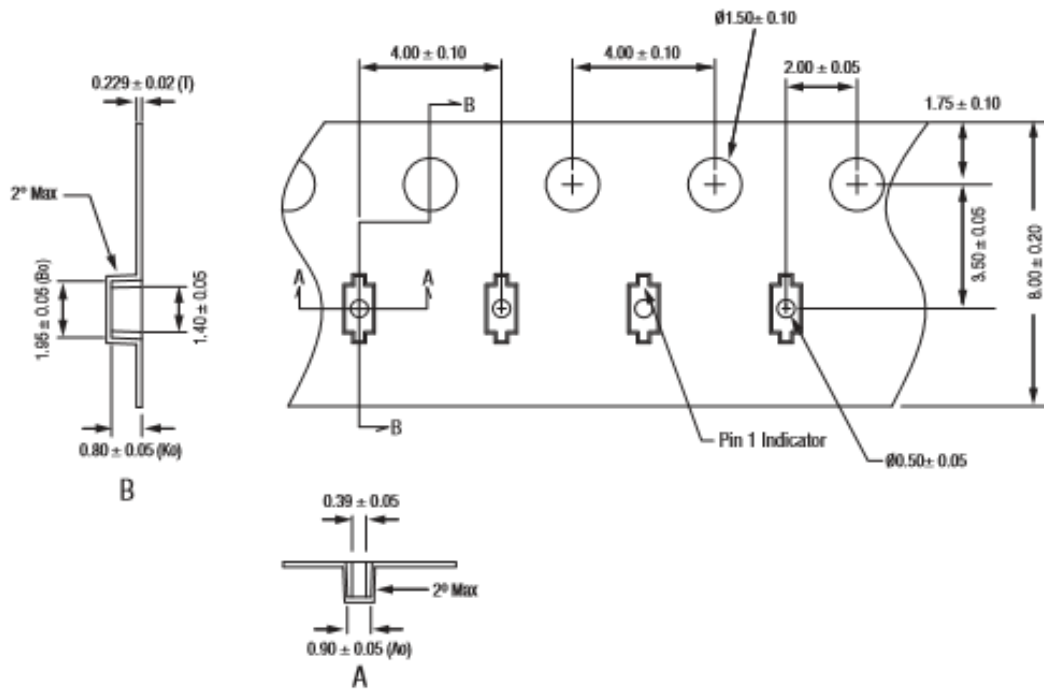 Ø1.50± 0.10
4.00 ± 0.10
4.00 ± 0.10
2.00 ± 0.05
0.229 ± 0.02 (T)
1.75 ± 0.10
B
2º Max
1.95 ± 0.05 (Bo)
1.40 ± 0.05
A
A
3.50 ± 0.05
8.00 ± 0.20
B
Pin 1 Indicator
0.80 ± 0.05 (Ko)
Ø0.50± 0.05
B
0.39 ± 0.05
2º Max
0.90 ± 0.05 (Ao)
A